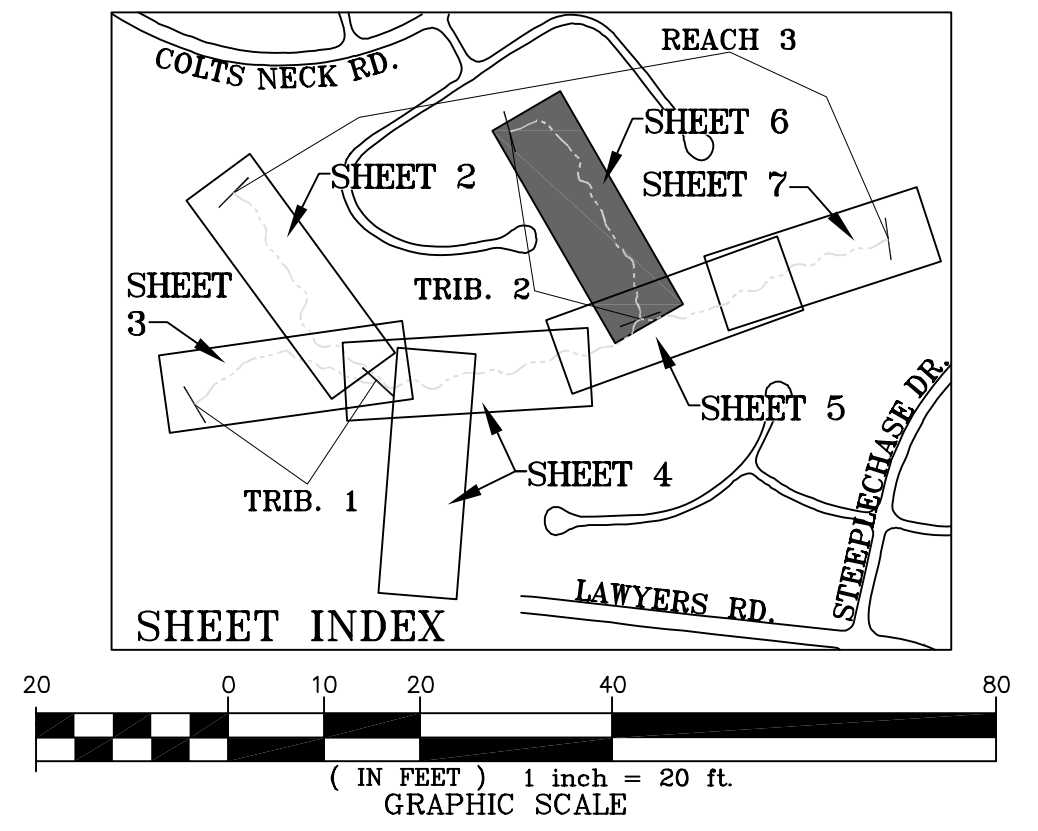 REACH 3
COLTS NECK RD.
SHEET 6
SHEET 2
SHEET 7
SHEET
3
TRIB. 2
SHEET 5
SHEET 4
TRIB. 1
STEEPLECHASE DR.
LAWYERS RD.
SHEET INDEX
20 0 10 20 40 80
( IN FEET ) 1 inch = 20 ft.
GRAPHIC SCALE